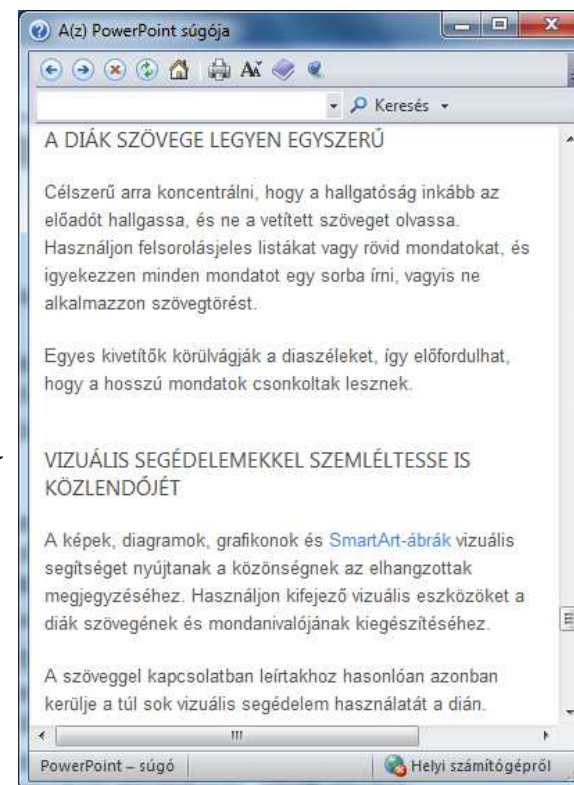 A(z) PowerPoint súgója
Keresés
A DIÁK SZÖVEGE LEGYEN EGYSZERŰ
Célszerű arra koncentrálni, hogy a hallgatóság inkább az
előadót hallgassa, és ne a vetített szöveget olvassa.
Használjon felsorolásjeles listákat vagy rövid mondatokat, és
igyekezzen minden mondatot egy sorba írni, vagyis ne
alkalmazzon szövegtörést.
Egyes kivetítők körülvágják a diaszéleket, így előfordulhat,
hogy a hosszú mondatok csonkoltak lesznek.
VIZUÁLIS SEGÉDELEMEKKEL SZEMLÉLTESSE IS
KÖZLENDŐJÉT
A képek, diagramok, grafikonok és SmartArt-ábrák vizuális
segítséget nyújtanak a közönségnek az elhangzottak
megjegyzéséhez. Használjon kifejező vizuális eszközöket a
diák szövegének és mondanivalójának kiegészítéséhez.
A szöveggel kapcsolatban leírtakhoz hasonlóan azonban
kerülje a túl sok vizuális segédelem használatát a dián.
PowerPoint – súgó
Helyi számítógépről